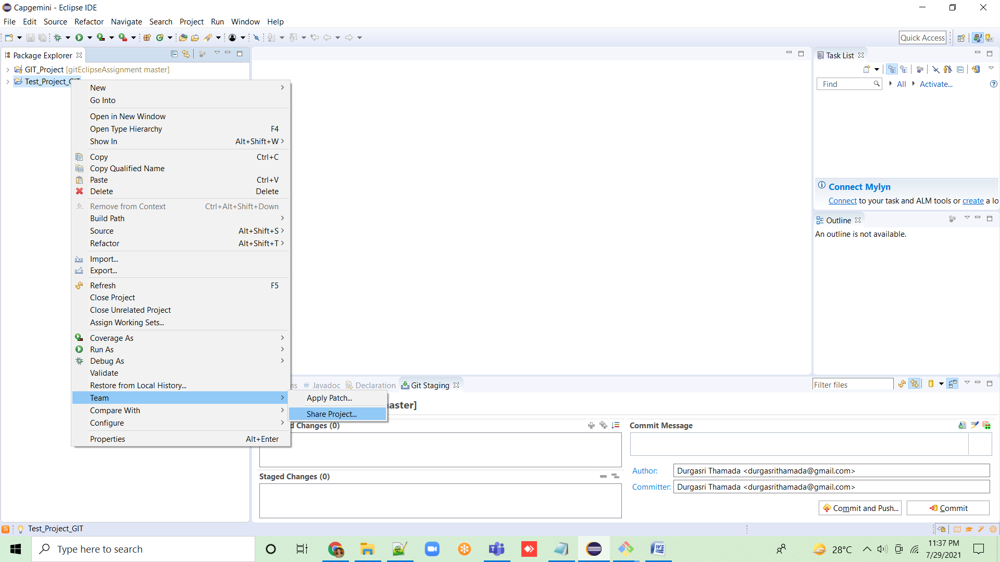 Capgemini - Eclipse IDE
File Edit Source Refactor Navigate Search Project Run Window Help
Quick Access
Package Explorer
GIT_Project [gitEclipseAssignment master]
Test_Project_GIT
New
Go Into
Open in New Window
Open Type Hierarchy F4
Show In Alt+Shift+W
Copy Ctrl+C
Copy Qualified Name
Paste Ctrl+V
Delete Delete
Remove from Context Ctrl+Alt+Shift+Down
Build Path
Source Alt+Shift+S
Refactor Alt+Shift+T
Import...
Export...
Refresh F5
Close Project
Close Unrelated Project
Assign Working Sets...
Coverage As
Run As
Debug As
Validate
Restore from Local History...
Team
Compare With
Configure
Properties Alt+Enter
Apply Patch...
Share Project...
Task List
Find All Activate...
Connect Mylyn
Connect to your task and ALM tools or create a lo
Outline
An outline is not available.
ns @ Javadoc Declaration Git Staging
Filter files
master]
d Changes (0)
Staged Changes (0)
Commit Message
Author: Durgasri Thamada <durgasrithamada@gmail.com>
Committer: Durgasri Thamada <durgasrithamada@gmail.com>
Commit and Push... Commit
Test_Project_GIT
Type here to search
28°C
11:37 PM
7/29/2021